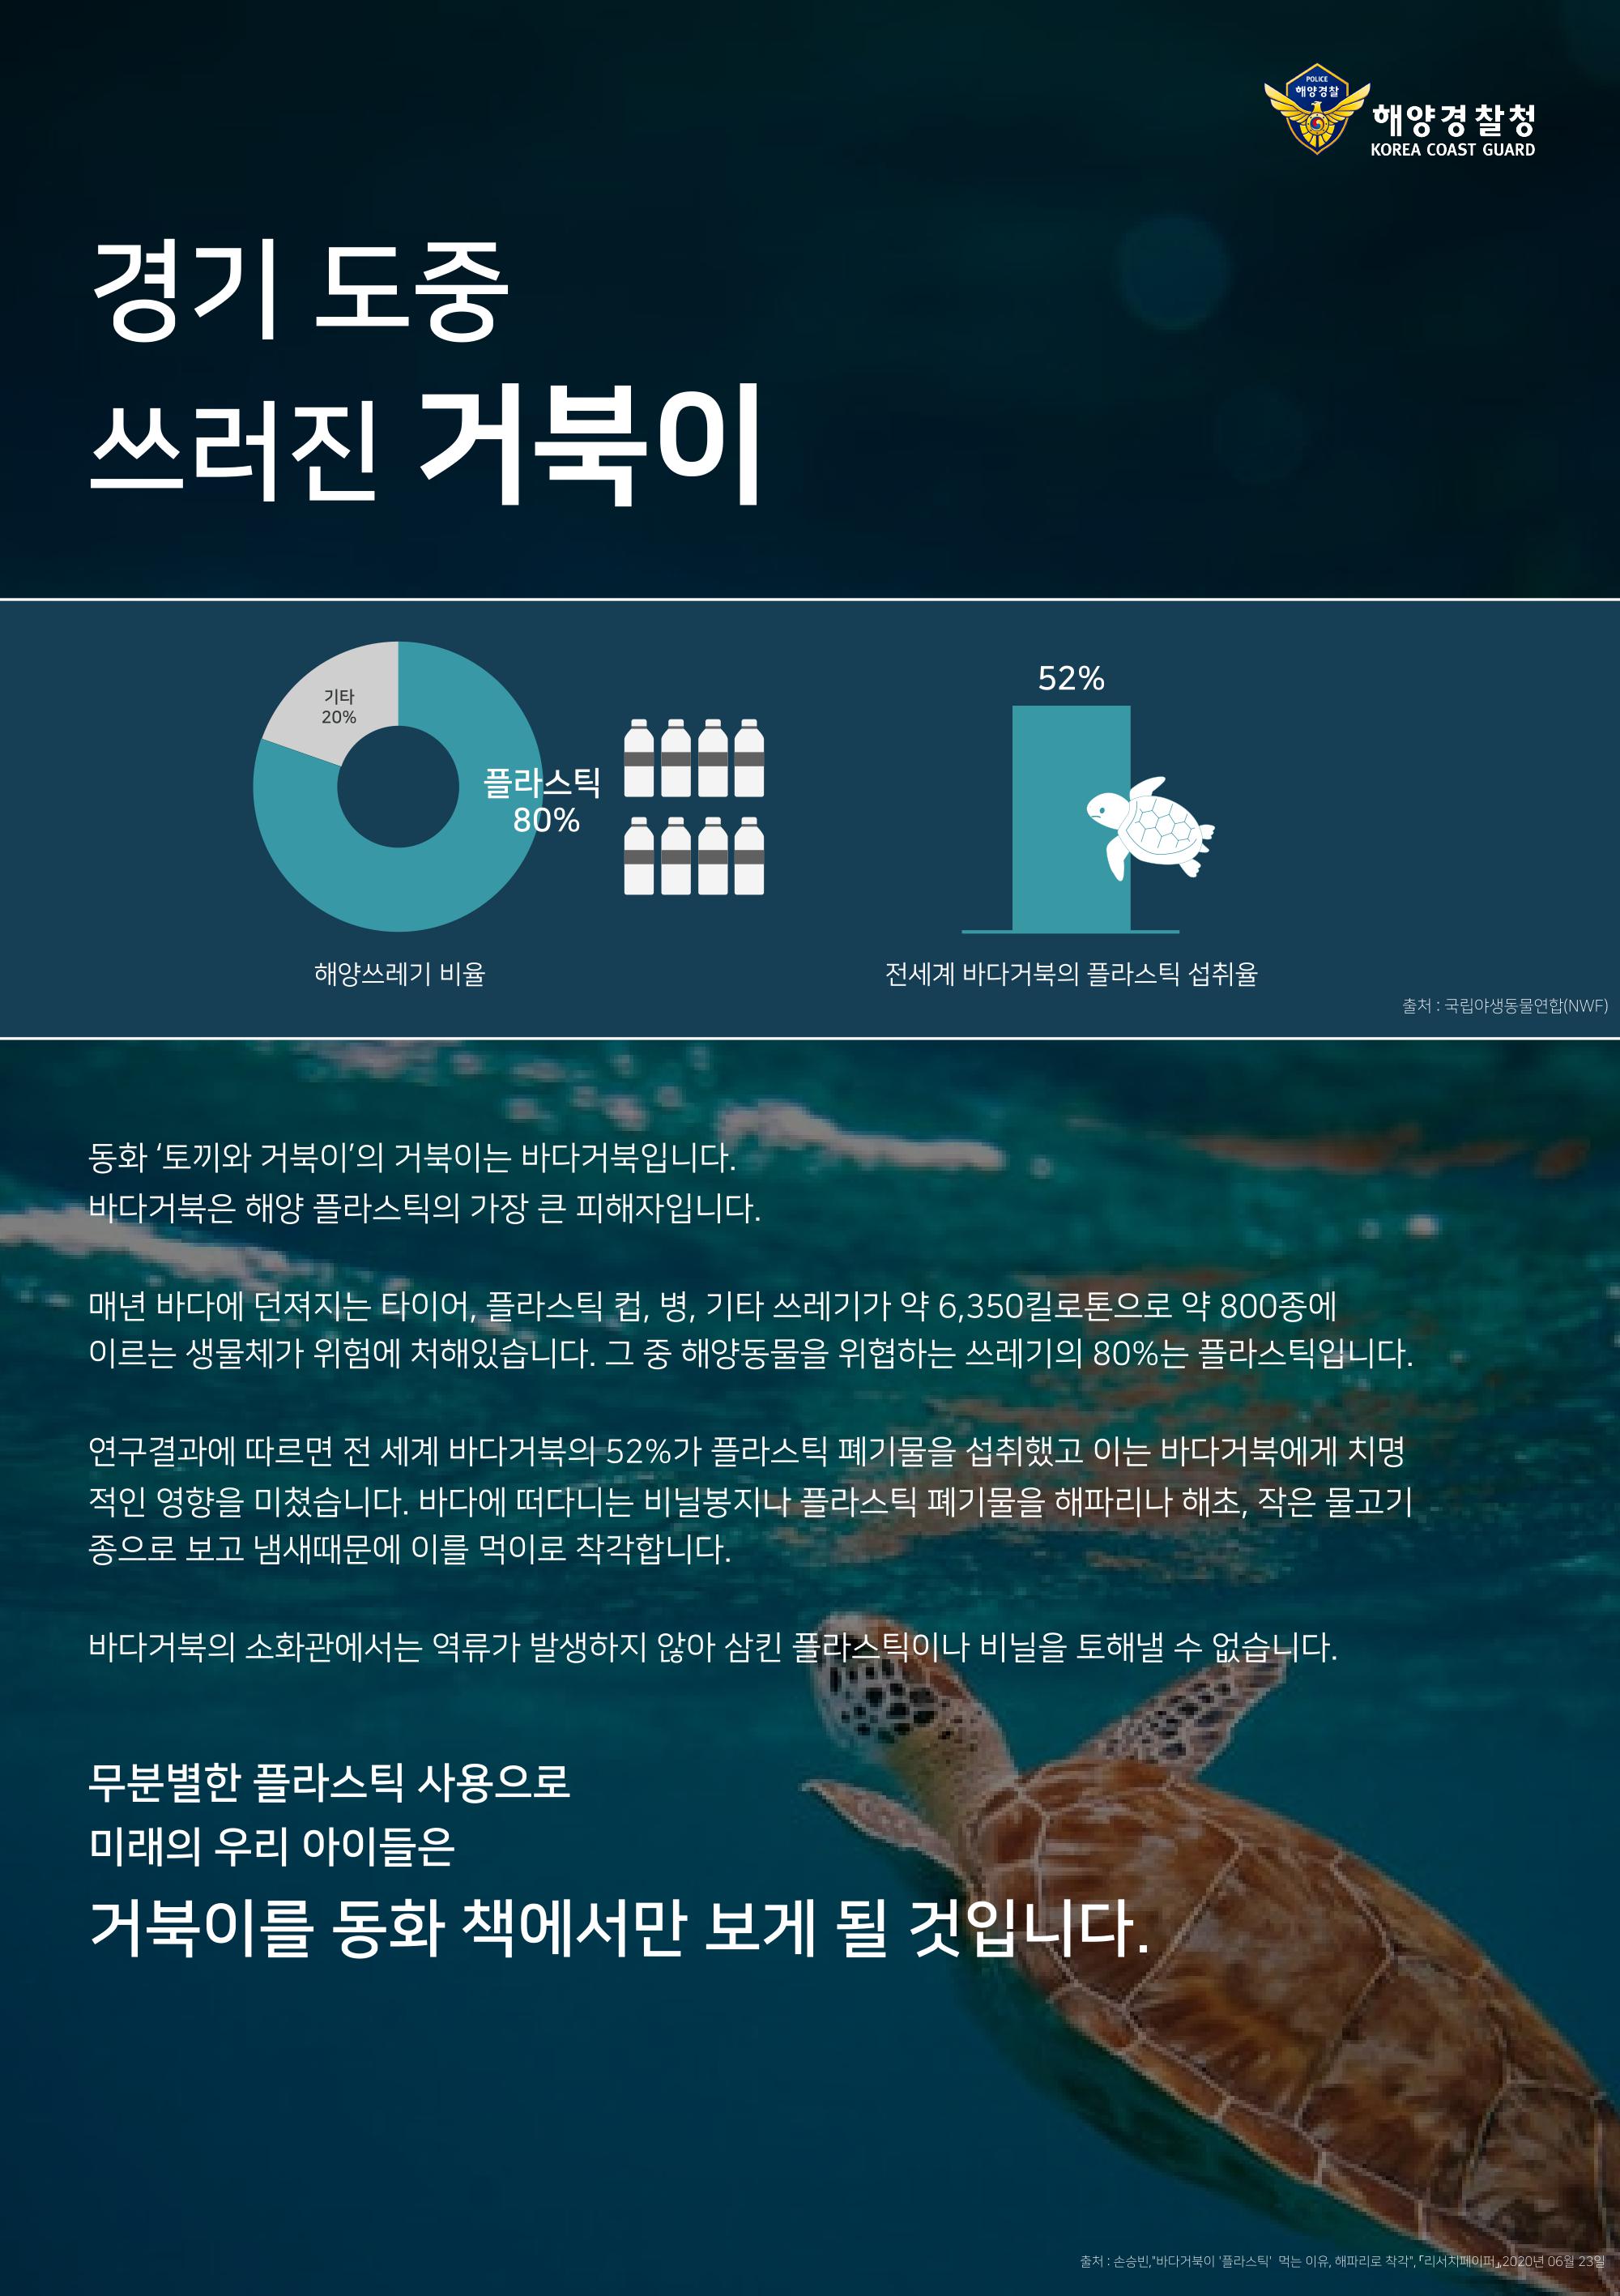 POLICE
해양경찰
해양경찰청
KOREA COAST GUARD
경기 도중
쓰러진 거북이
기타
20%
플라스틱
80%
해양쓰레기 비율
52%
전세계 바다거북의 플라스틱 섭취율
출처 : 국립야생동물연합(NWF)
동화 ‘토끼와 거북이’의 거북이는 바다거북입니다.
바다거북은 해양 플라스틱의 가장 큰 피해자입니다.
매년 바다에 던져지는 타이어, 플라스틱 컵, 병, 기타 쓰레기가 약 6,350킬로톤으로 약 800종에
이르는 생물체가 위험에 처해있습니다. 그 중 해양동물을 위협하는 쓰레기의 80%는 플라스틱입니다.
연구결과에 따르면 전 세계 바다거북의 52%가 플라스틱 폐기물을 섭취했고 이는 바다거북에게 치명
적인 영향을 미쳤습니다. 바다에 떠다니는 비닐봉지나 플라스틱 폐기물을 해파리나 해초, 작은 물고기
종으로 보고 냄새때문에 이를 먹이로 착각합니다.
바다거북의 소화관에서는 역류가 발생하지 않아 삼킨 플라스틱이나 비닐을 토해낼 수 없습니다.
무분별한 플라스틱 사용으로
미래의 우리 아이들은
거북이를 동화 책에서만 보게 될 것입니다.
출처 : 손승빈,"바다거북이 '플라스틱' 먹는 이유, 해파리로 착각",「리서치페이퍼」,2020년 06월 23일